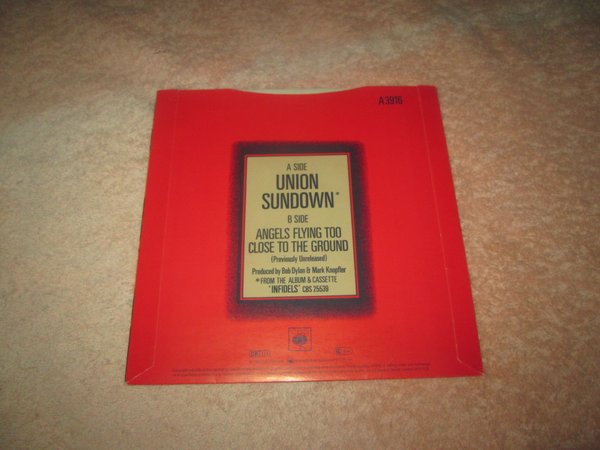 A3916
A SIDE
UNION
SUNDOWN*
B SIDE
ANGELS FLYING TOO
CLOSE TO THE GROUND
(Previously Unreleased)
Produced by Bob Dylan & Mark Knopfler
*FROM THE ALBUM & CASSETTE
'INFIDELS' CBS 25539